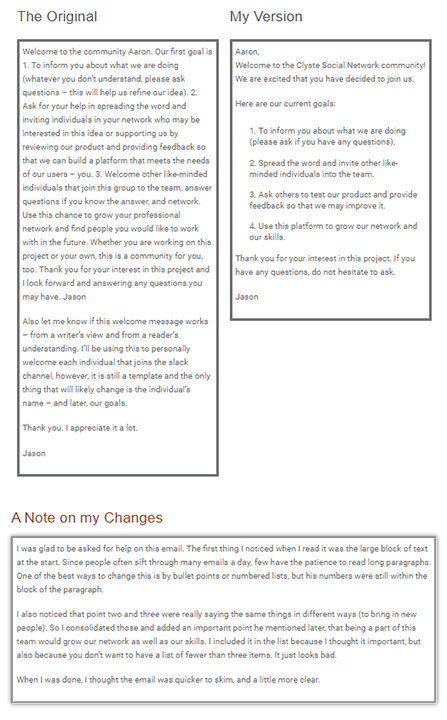 The Original
Welcome to the community Aaron. Our first goal is
1. To inform you about what we are doing
(whatever you don't understand, please ask
questions – this will help us refine our idea). 2.
Ask for your help in spreading the word and
inviting individuals in your network who may be
interested in this idea or supporting us by
reviewing our product and providing feedback so
that we can build a platform that meets the needs
of our users – you. 3. Welcome other like-minded
individuals that join this group to the team, answer
questions if you know the answer, and network.
Use this chance to grow your professional
network and find people you would like to work
with in the future. Whether you are working on this
project or your own, this is a community for you,
too. Thank you for your interest in this project and
I look forward and answering any questions you
may have. Jason
Also let me know if this welcome message works
– from a writer's view and from a reader's
understanding. I'll be using this to personally
welcome each individual that joins the slack
channel, however, it is still a template and the only
thing that will likely change is the individual's
name – and later, our goals.
Thank you. I appreciate it a lot.
Jason
My Version
Aaron,
Welcome to the Clyste Social Network community!
We are excited that you have decided to join us.
Here are our current goals:
1. To inform you about what we are doing
(please ask if you have any questions).
2. Spread the word and invite other like-
minded individuals into the team.
3. Ask others to test our product and provide
feedback so that we may improve it.
4. Use this platform to grow our network and
our skills.
Thank you for your interest in this project. If you
have any questions, do not hesitate to ask.
Jason
A Note on my Changes
I was glad to be asked for help on this email. The first thing I noticed when I read it was the large block of text
at the start. Since people often sift through many emails a day, few have the patience to read long paragraphs.
One of the best ways to change this is by bullet points or numbered lists, but his numbers were still within the
block of the paragraph.
I also noticed that point two and three were really saying the same things in different ways (to bring in new
people). So I consolidated those and added an important point he mentioned later, that being a part of this
team would grow our network as well as our skills. I included it in the list because I thought it important, but
also because you don't want to have a list of fewer than three items. It just looks bad.
When I was done, I thought the email was quicker to skim, and a little more clear.